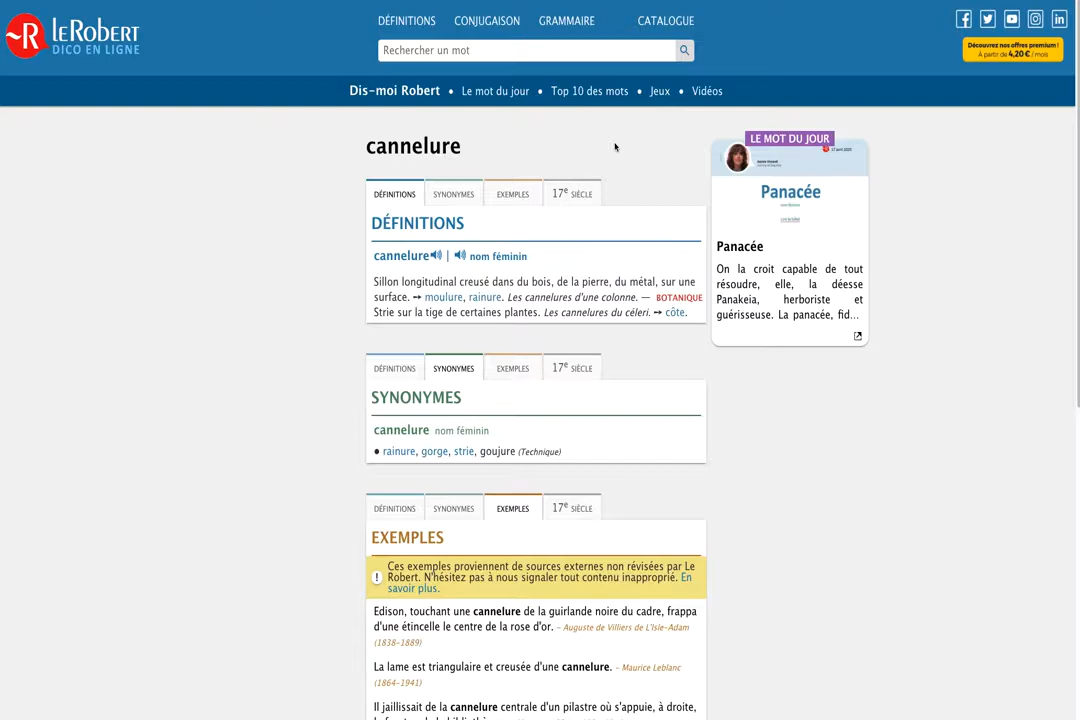 leRobert
DICO EN LIGNE
DÉFINITIONS CONJUGAISON GRAMMAIRE CATALOGUE
Rechercher un mot
Découvrez nos offres premium !
À partir de 4,20 € / mois
Dis-moi Robert • Le mot du jour • Top 10 des mots • Jeux • Vidéos
cannelure
DÉFINITIONS SYNONYMES EXEMPLES 17e SIÈCLE
DÉFINITIONS
cannelure | nom féminin
Sillon longitudinal creusé dans du bois, de la pierre, du métal, sur une
surface. ➙ moulure, rainure. Les cannelures d'une colonne. — BOTANIQUE
Strie sur la tige de certaines plantes. Les cannelures du céleri. ➙ côte.
DÉFINITIONS SYNONYMES EXEMPLES 17e SIÈCLE
SYNONYMES
cannelure nom féminin
• rainure, gorge, strie, goujure (Technique)
DÉFINITIONS SYNONYMES EXEMPLES 17e SIÈCLE
EXEMPLES
! Ces exemples proviennent de sources externes non révisées par Le
Robert. N'hésitez pas à nous signaler tout contenu inapproprié. En
savoir plus.
Edison, touchant une cannelure de la guirlande noire du cadre, frappa
d'une étincelle le centre de la rose d'or. – Auguste de Villiers de L'Isle-Adam
(1838-1889)
La lame est triangulaire et creusée d'une cannelure. – Maurice Leblanc
(1864-1941)
Il jaillissait de la cannelure centrale d'un pilastre où s'appuie, à droite,
LE MOT DU JOUR
Panacée
Panacée
On la croit capable de tout
résoudre, elle, la déesse
Panakeia, herboriste et
guérisseuse. La panacée, fid...